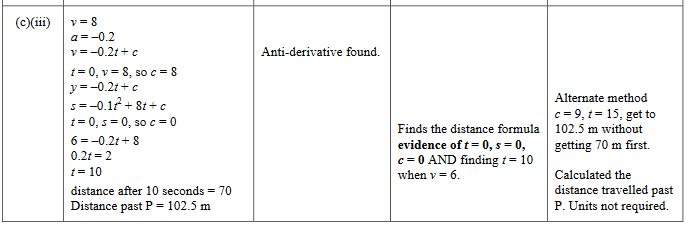 (c)(iii)
v = 8
a = –0.2
v = –0.2t + c
t = 0, v = 8, so c = 8
y = –0.2t + c
s = –0.1t² + 8t + c
t = 0, s = 0, so c = 0
6 = –0.2t + 8
0.2t = 2
t = 10
distance after 10 seconds = 70
Distance past P = 102.5 m
Anti-derivative found.
Finds the distance formula
evidence of t = 0, s = 0,
c = 0 AND finding t = 10
when v = 6.
Alternate method
c = 9, t = 15, get to
102.5 m without
getting 70 m first.
Calculated the
distance travelled past
P. Units not required.